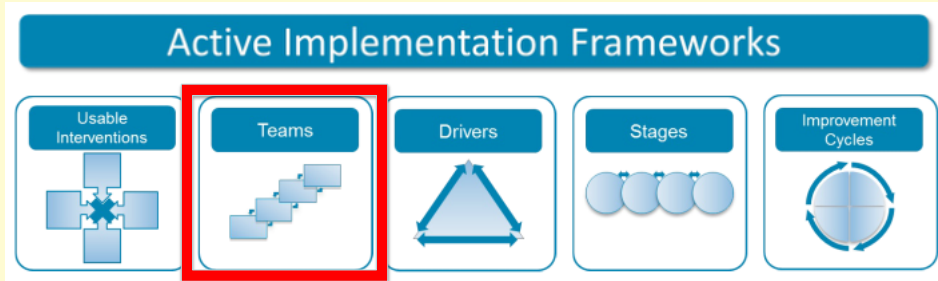 Active Implementation Frameworks
Usable
Interventions
Teams
Drivers
Stages
Improvement
Cycles